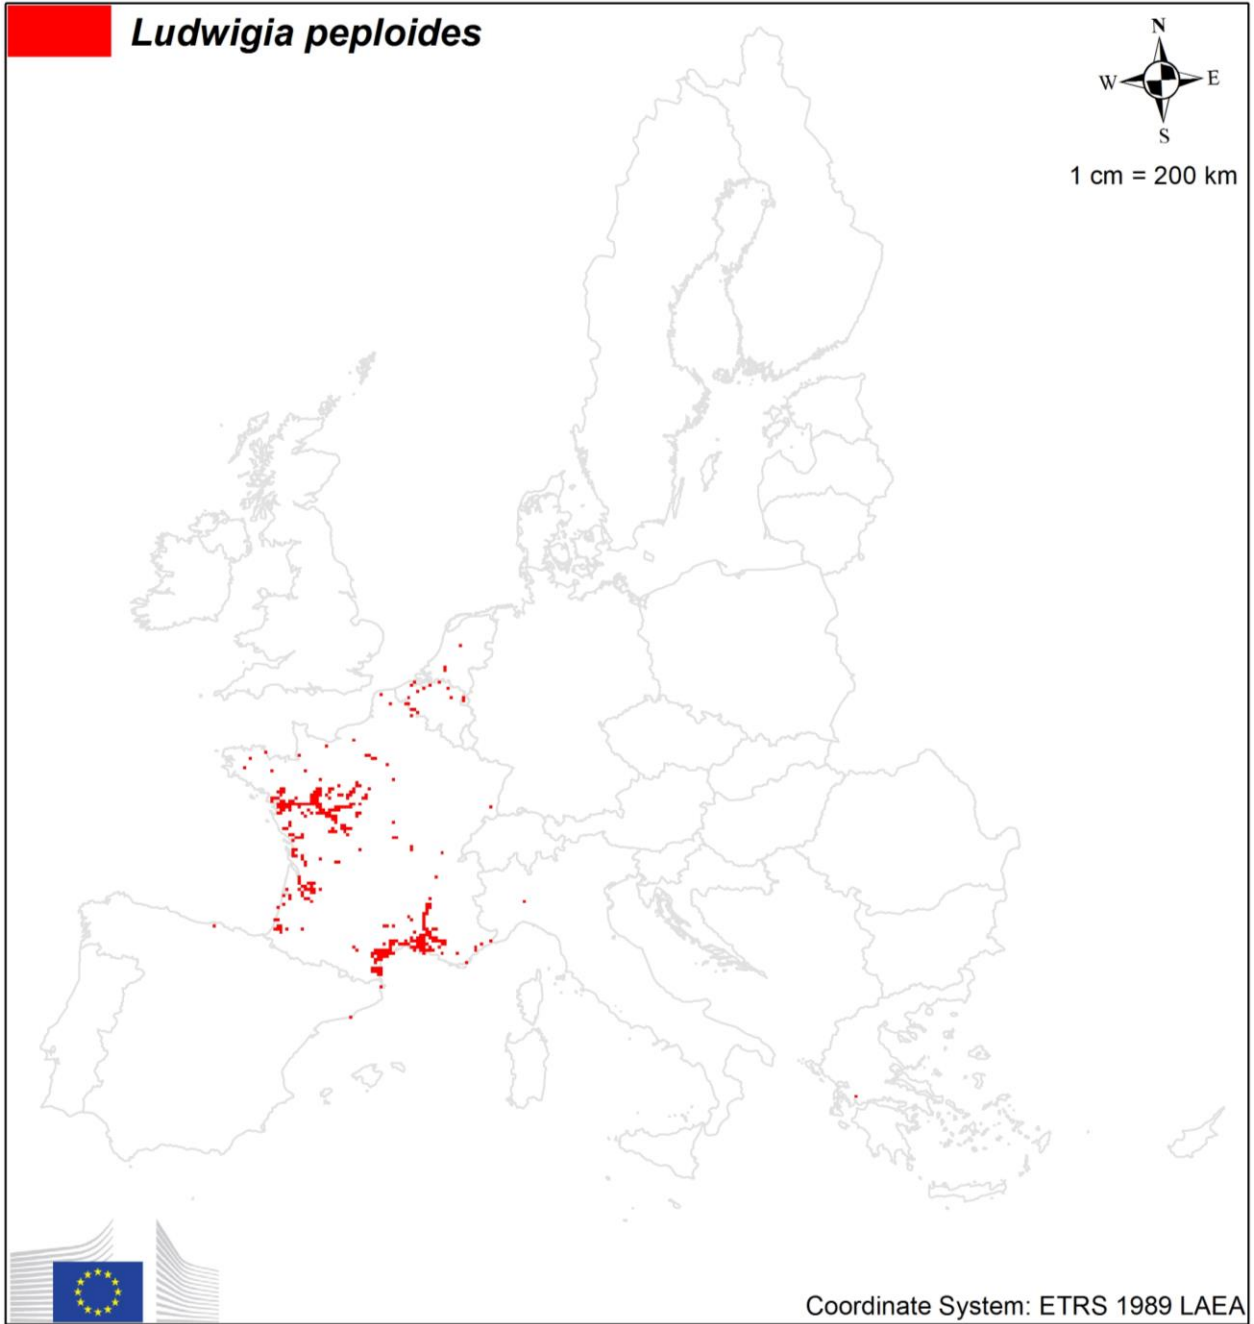 Ludwigia peploides
N
W E
S
1 cm = 200 km
Coordinate System: ETRS 1989 LAEA